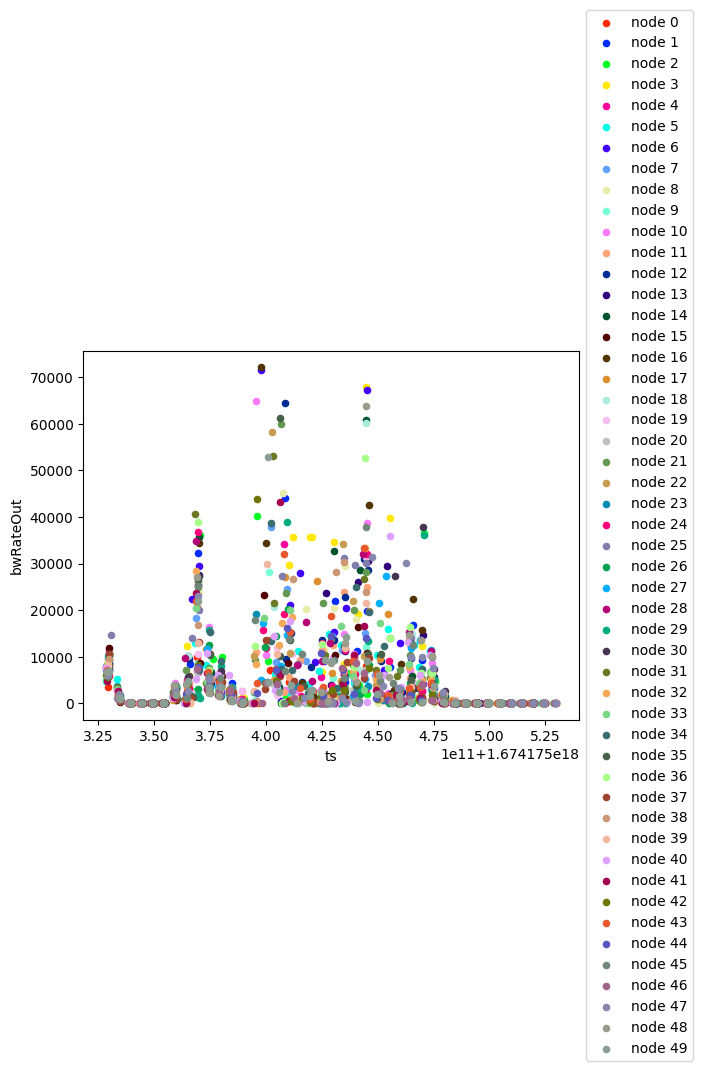 node 0
node 1
node 2
node 3
node 4
node 5
node 6
node 7
node 8
node 9
node 10
node 11
node 12
node 13
node 14
node 15
node 16
node 17
node 18
node 19
node 20
node 21
node 22
node 23
node 24
node 25
node 26
node 27
node 28
node 29
node 30
node 31
node 32
node 33
node 34
node 35
node 36
node 37
node 38
node 39
node 40
node 41
node 42
node 43
node 44
node 45
node 46
node 47
node 48
node 49
bwRateOut
70000
60000
50000
40000
30000
20000
10000
0
3.25 3.50 3.75 4.00 4.25 4.50 4.75 5.00 5.25
ts
1e11+1.674175e18